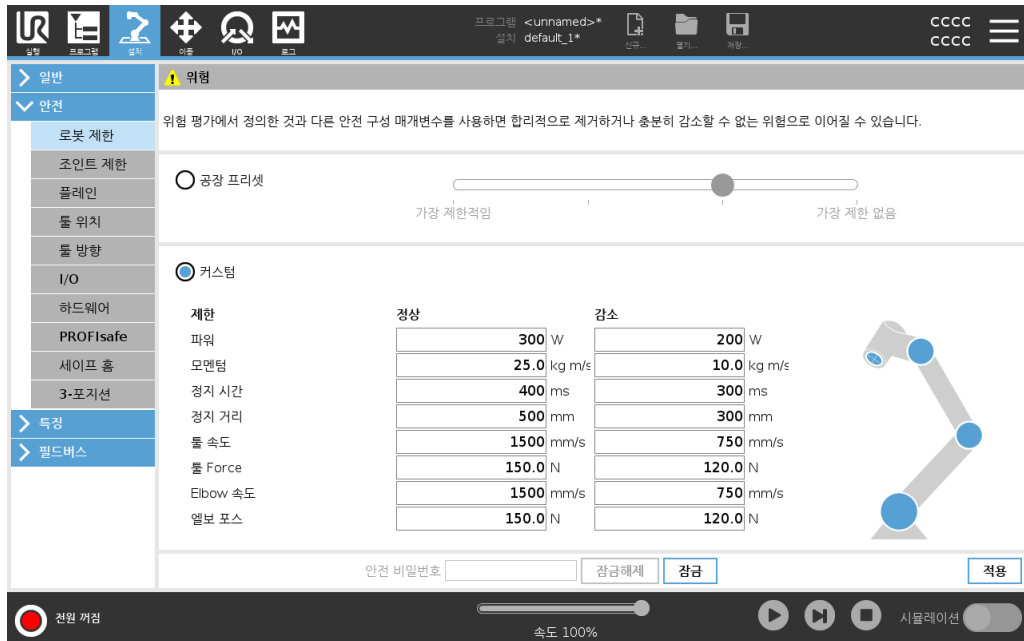 프로그램 <unnamed>*
설치 default_1*
cccc
cccc
UR
실행
프로그램
설치
이동
I/O
로그
신규...
열기...
저장...
일반
안전
로봇 제한
조인트 제한
플레인
툴 위치
툴 방향
I/O
하드웨어
PROFIsafe
세이프 홈
3-포지션
특징
필드버스
위험
위험 평가에서 정의한 것과 다른 안전 구성 매개변수를 사용하면 합리적으로 제거하거나 충분히 감소할 수 없는 위험으로 이어질 수 있습니다.
공장 프리셋
가장 제한적임 가장 제한 없음
커스텀
제한 정상 감소
파워 300 W 200 W
모멘텀 25.0 kg m/s 10.0 kg m/s
정지 시간 400 ms 300 ms
정지 거리 500 mm 300 mm
툴 속도 1500 mm/s 750 mm/s
툴 Force 150.0 N 120.0 N
Elbow 속도 1500 mm/s 750 mm/s
엘보 포스 150.0 N 120.0 N
안전 비밀번호 잠금해제 잠금 적용
전원 꺼짐
속도 100%
시뮬레이션